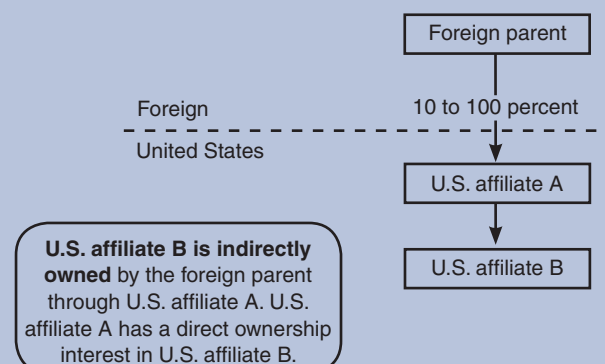 Foreign parent
Foreign
10 to 100 percent
United States
U.S. affiliate A
U.S. affiliate B
U.S. affiliate B is indirectly
owned by the foreign parent
through U.S. affiliate A. U.S.
affiliate A has a direct ownership
interest in U.S. affiliate B.